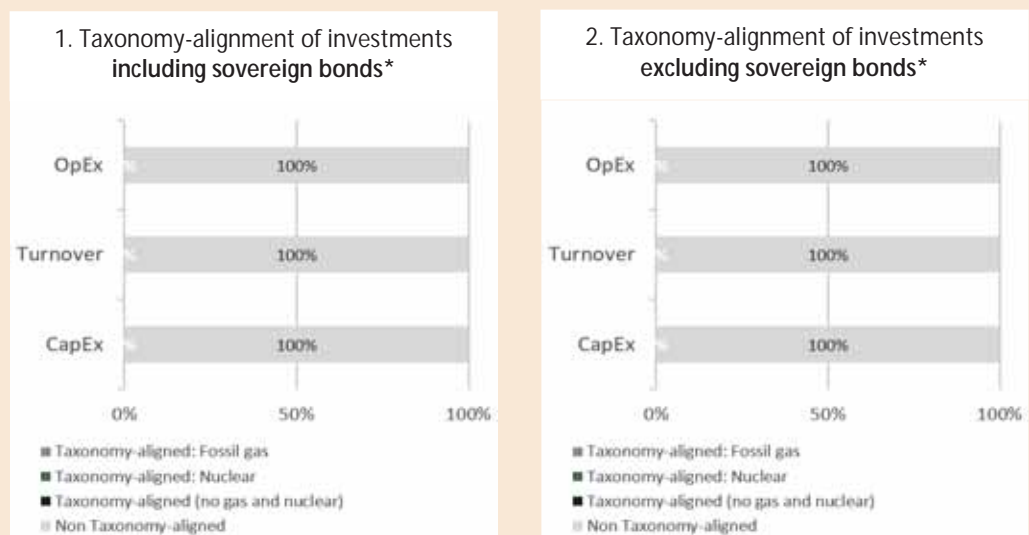 1. Taxonomy-alignment of investments
including sovereign bonds*
OpEx
100%
Turnover
100%
CapEx
100%
0% 50% 100%
Taxonomy-aligned: Fossil gas
Taxonomy-aligned: Nuclear
Taxonomy-aligned (no gas and nuclear)
Non Taxonomy-aligned
2. Taxonomy-alignment of investments
excluding sovereign bonds*
OpEx
100%
Turnover
100%
CapEx
100%
0% 50% 100%
Taxonomy-aligned: Fossil gas
Taxonomy-aligned: Nuclear
Taxonomy-aligned (no gas and nuclear)
Non Taxonomy-aligned